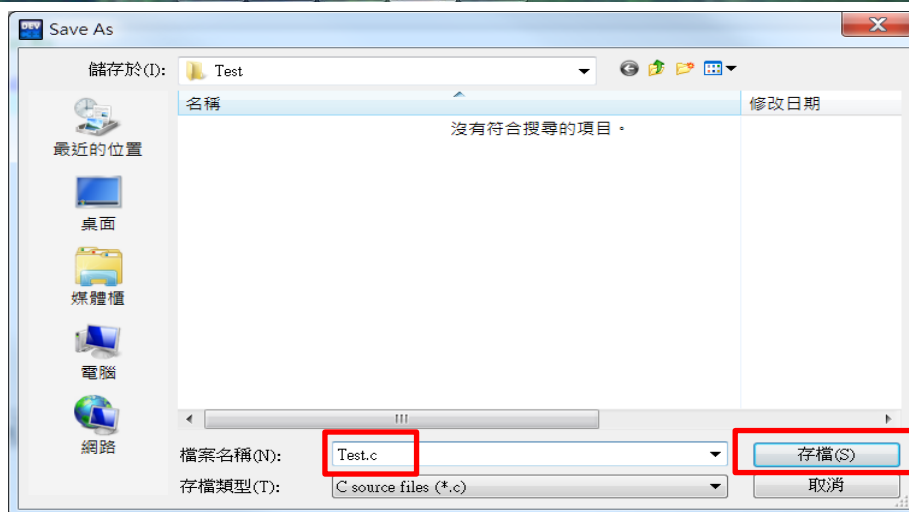 DEV
Save As
儲存於(I):
Test
名稱
修改日期
沒有符合搜尋的項目。
最近的位置
桌面
媒體櫃
電腦
網路
檔案名稱(N):
Test.c
存檔(S)
存檔類型(T):
C source files (*.c)
取消